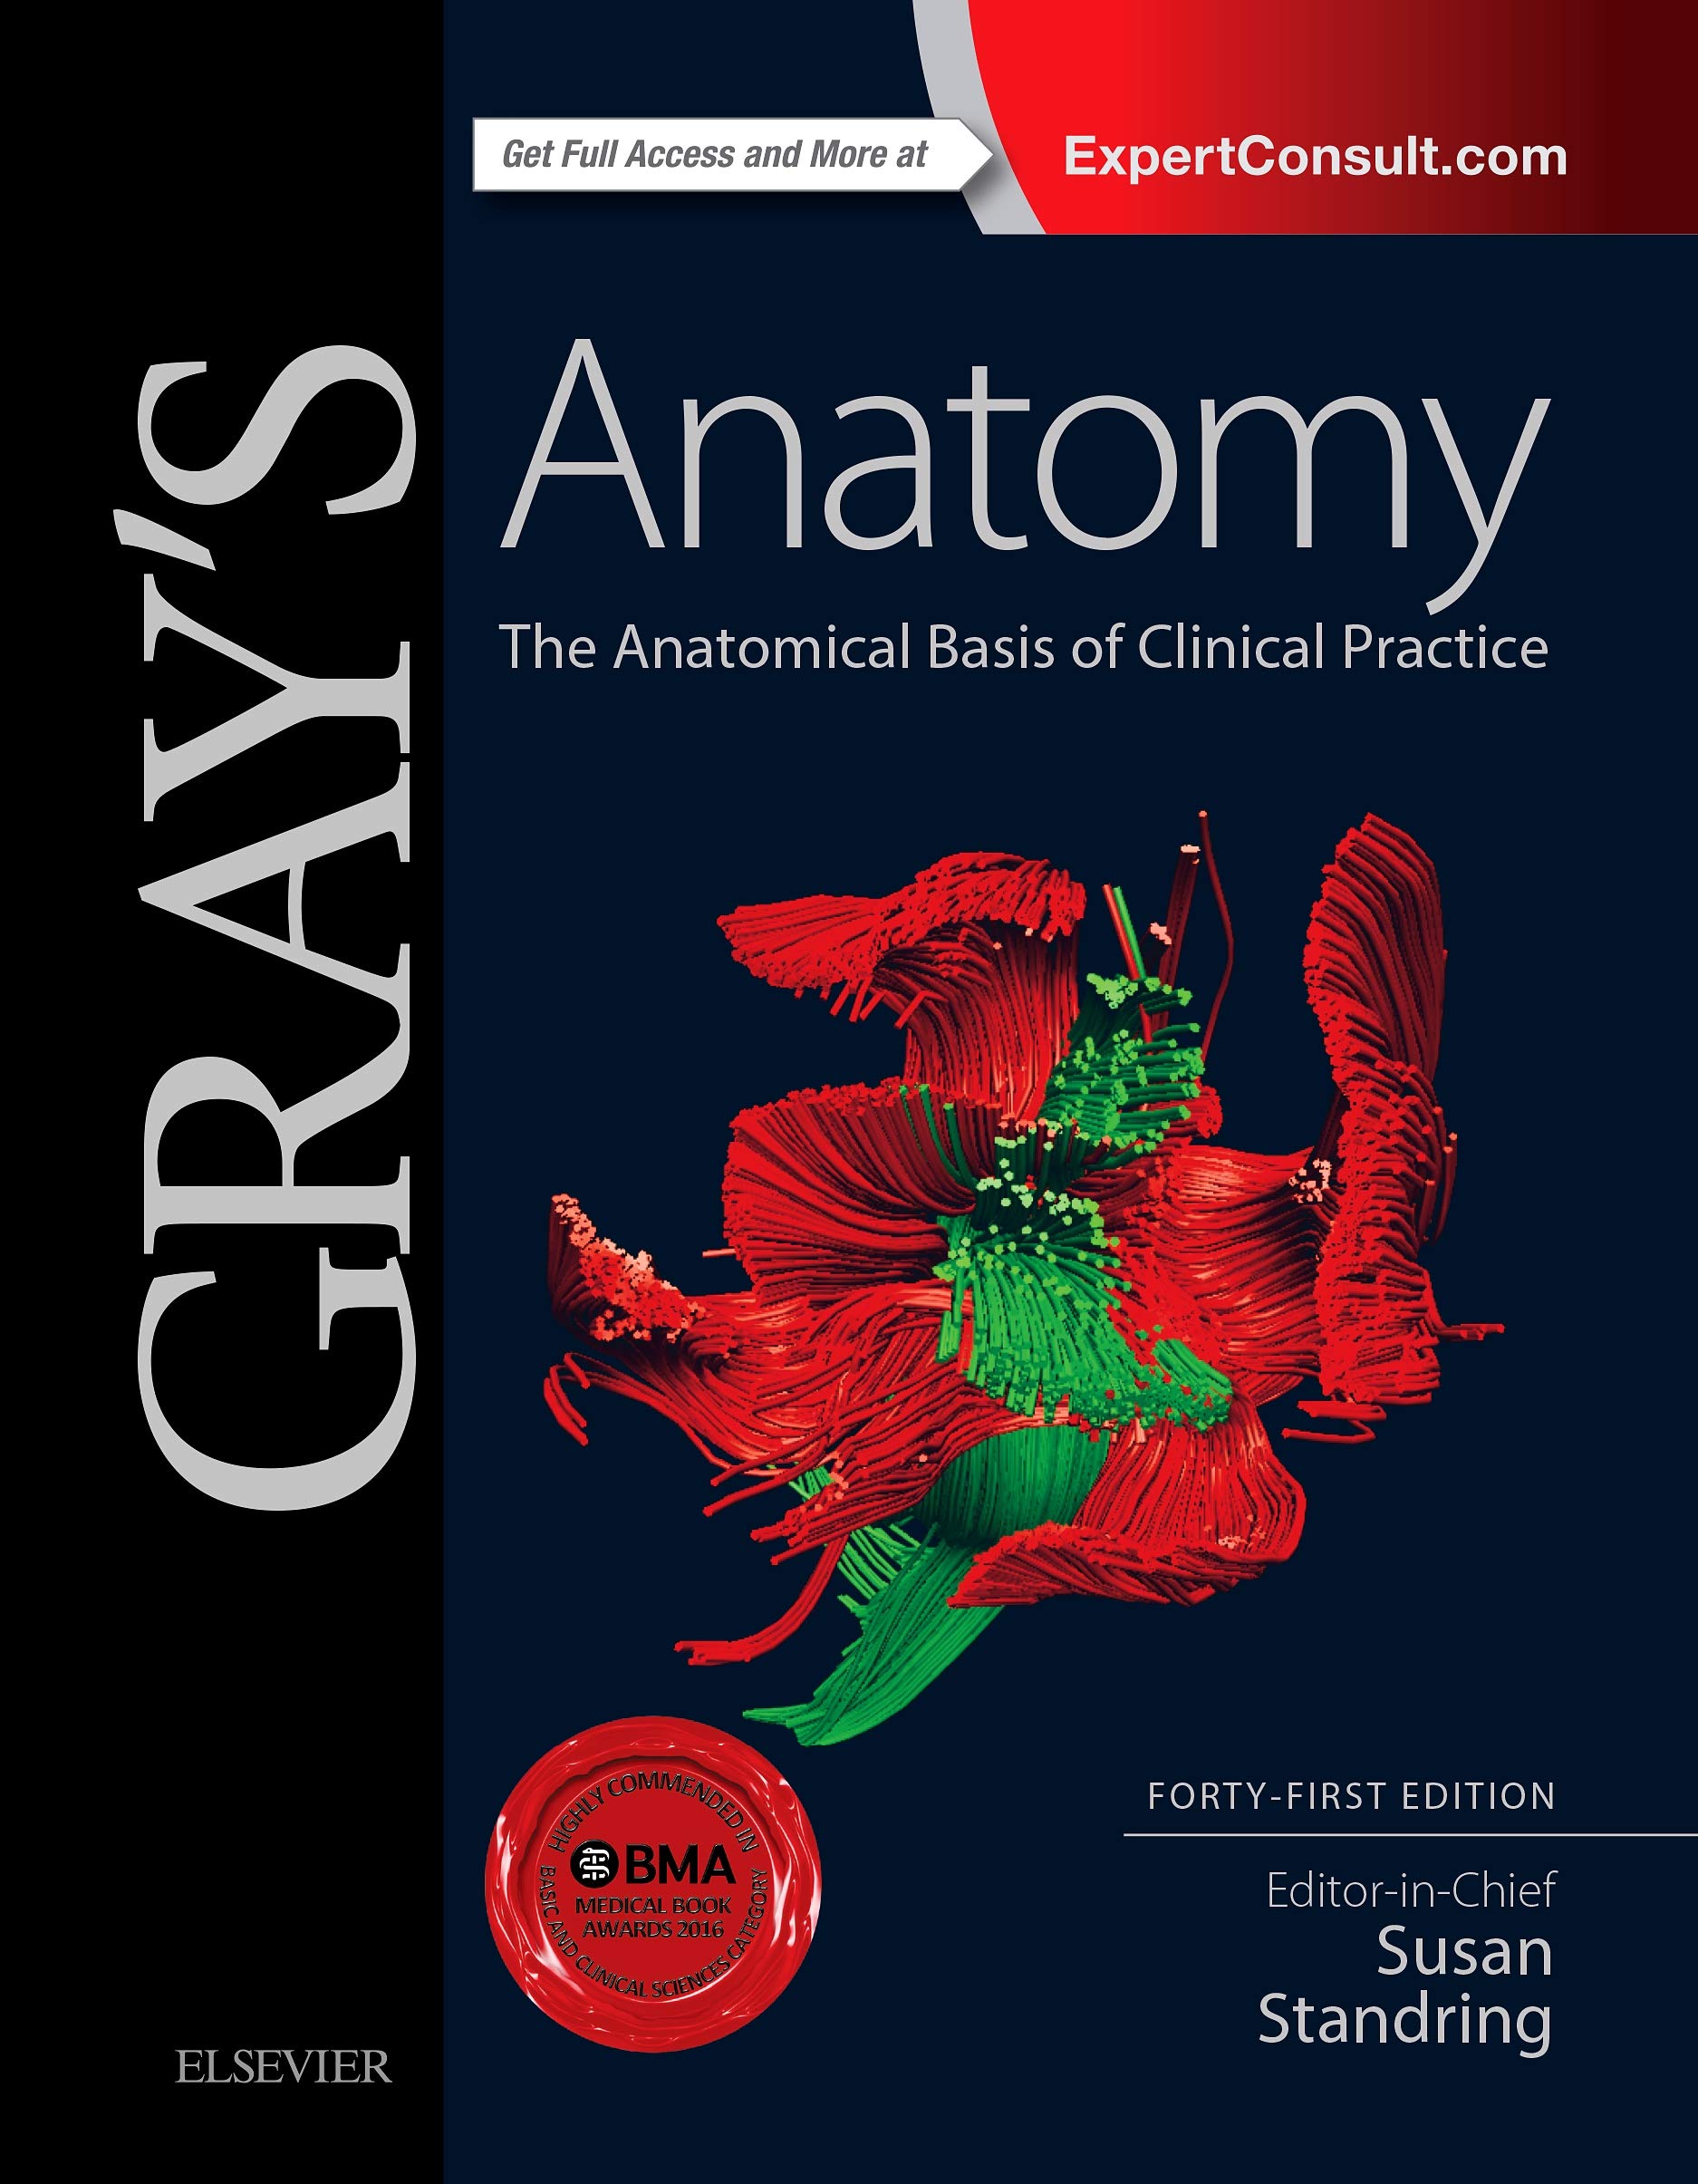 Get Full Access and More at
ExpertConsult.com
GRAY'S
Anatomy
The Anatomical Basis of Clinical Practice
HIGHLY COMMENDED IN
BMA
MEDICAL BOOK
AWARDS 2016
BASIC AND CLINICAL SCIENCES CATEGORY
FORTY-FIRST EDITION
Editor-in-Chief
Susan
Standring
ELSEVIER